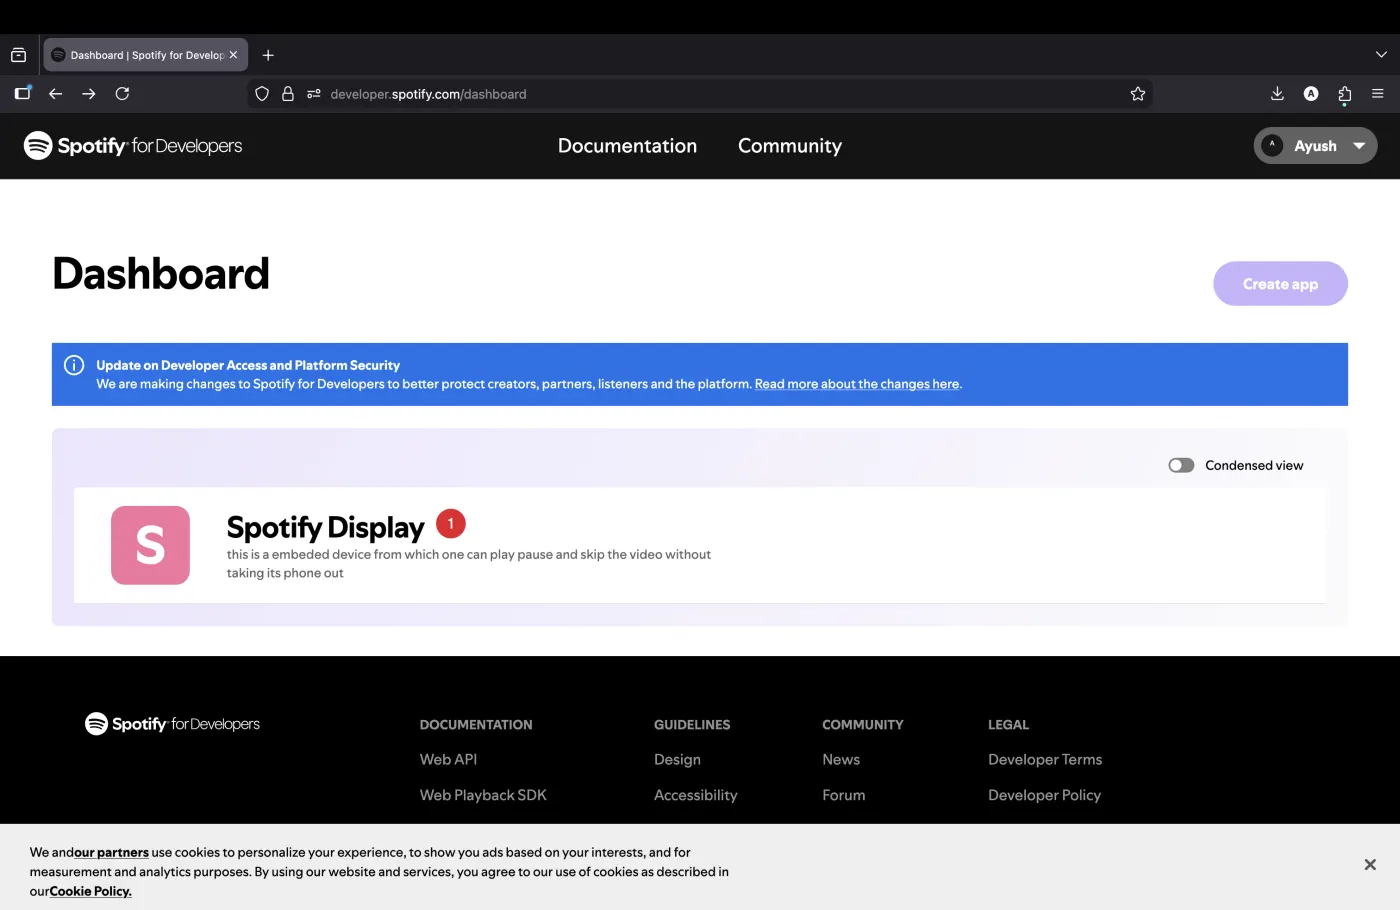 Dashboard | Spotify for Develop
developer.spotify.com/dashboard
A
Spotify for Developers
Documentation
Community
A
Ayush
Dashboard
Create app
Update on Developer Access and Platform Security
We are making changes to Spotify for Developers to better protect creators, partners, listeners and the platform. Read more about the changes here.
Condensed view
S
Spotify Display
1
this is a embeded device from which one can play pause and skip the video without
taking its phone out
Spotify for Developers
DOCUMENTATION
GUIDELINES
COMMUNITY
LEGAL
Web API
Design
News
Developer Terms
Web Playback SDK
Accessibility
Forum
Developer Policy
We andour partners use cookies to personalize your experience, to show you ads based on your interests, and for
measurement and analytics purposes. By using our website and services, you agree to our use of cookies as described in
ourCookie Policy.